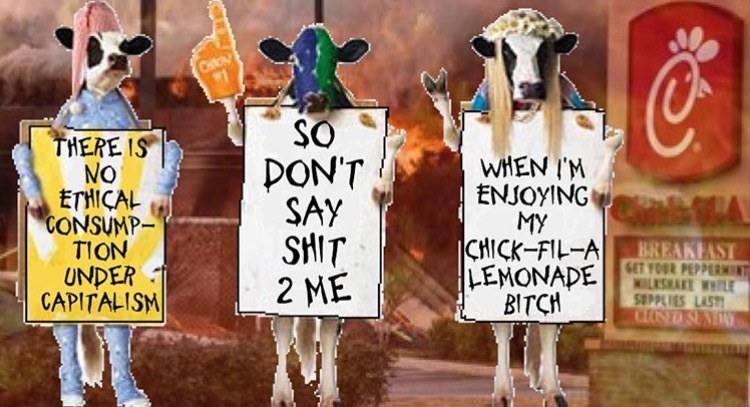 THERE IS
NO
ETHICAL
CONSUMP-
TION
UNDER
CAPITALISM
#1
SO
DON'T
SAY
SHIT
2 ME
WHEN I'M
ENJOYING
MY
CHICK-FIL-A
LEMONADE
BITCH
BREAKFAST
GET YOUR PEPPERMINT
MILKSHAKE WHILE
SUPPLIES LAST!
CLOSED SUNDAY